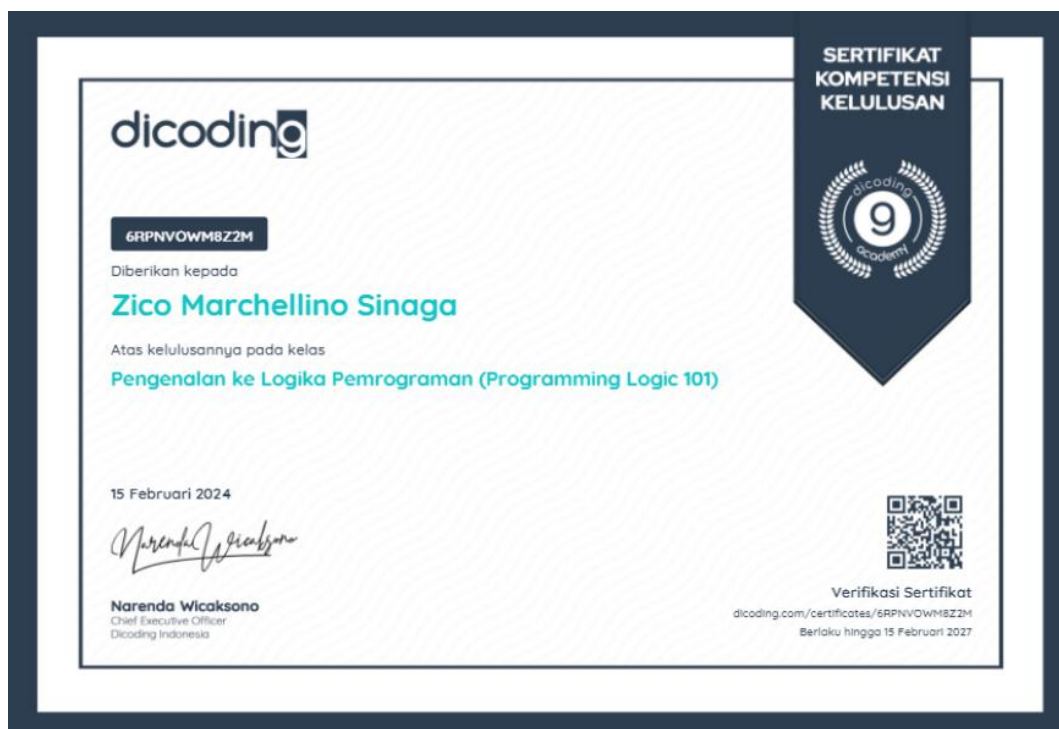 SERTIFIKAT
KOMPETENSI
KELULUSAN
dicoding
dicoding
9
academy
6RPNVOWM8Z2M
Diberikan kepada
Zico Marchellino Sinaga
Atas kelulusannya pada kelas
Pengenalan ke Logika Pemrograman (Programming Logic 101)
15 Februari 2024
Narenda Wicaksono
Narenda Wicaksono
Chief Executive Officer
Dicoding Indonesia
Verifikasi Sertifikat
dicoding.com/certificates/6RPNVOWM8Z2M
Berlaku hingga 15 Februari 2027